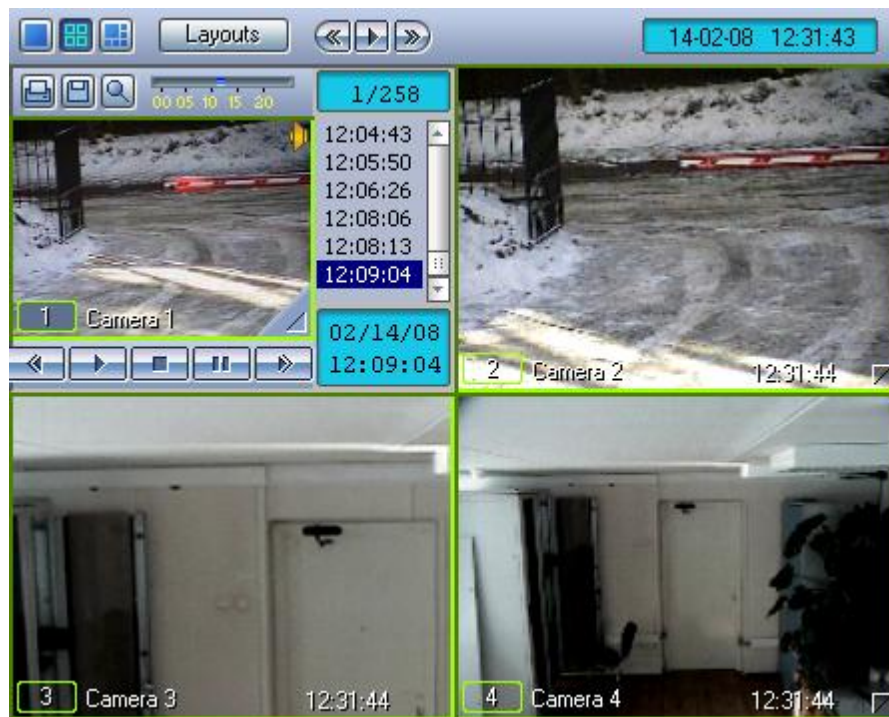 Layouts
14-02-08 12:31:43
00 05 10 15 20
1/258
12:04:43
12:05:50
12:06:26
12:08:06
12:08:13
12:09:04
1 Camera 1
02/14/08
12:09:04
2 Camera 2 12:31:44
3 Camera 3 12:31:44
4 Camera 4 12:31:44